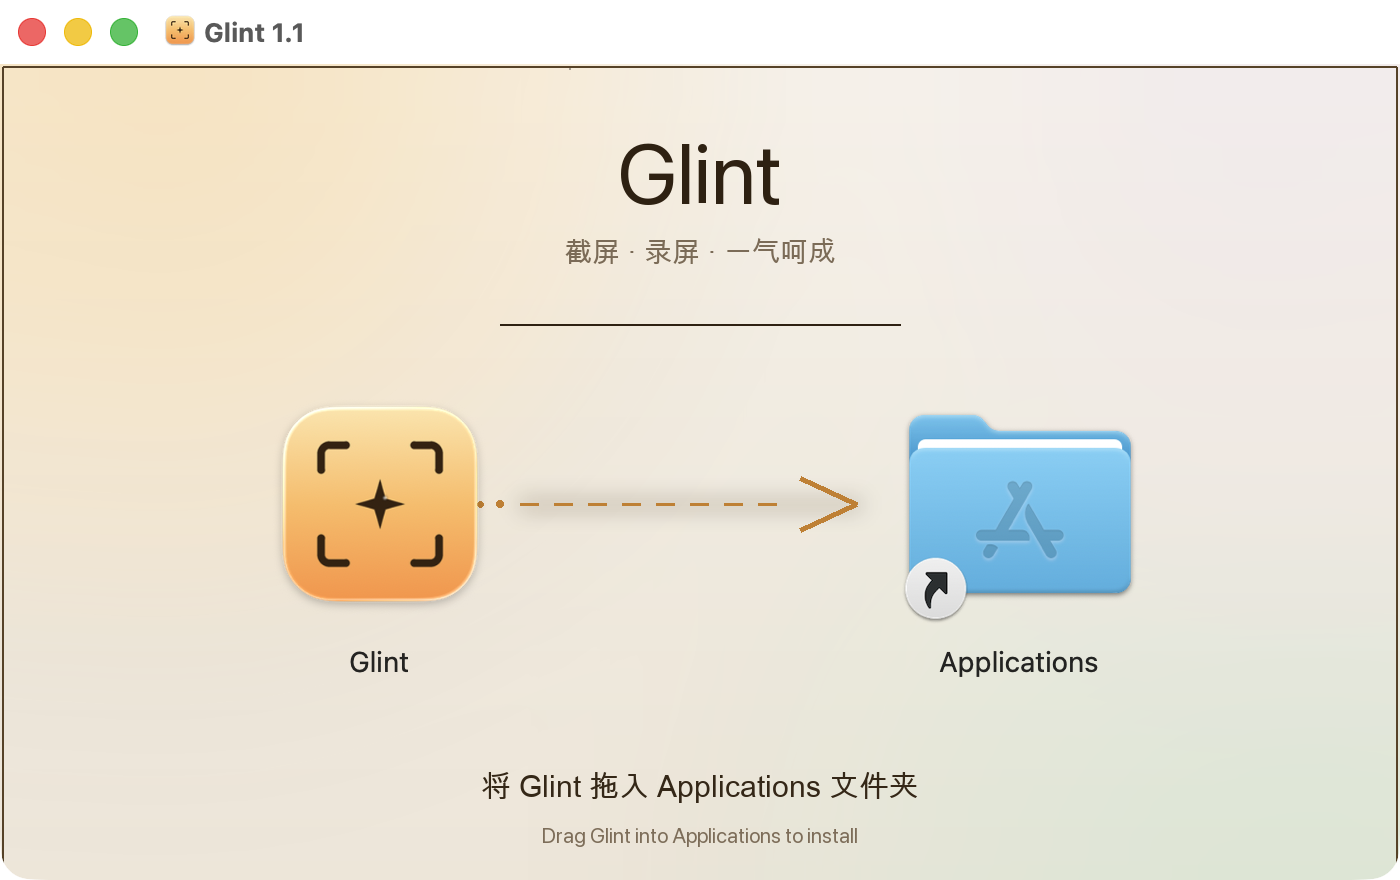 Glint 1.1
Glint
截屏 · 录屏 · 一气呵成
Glint
Applications
将 Glint 拖入 Applications 文件夹
Drag Glint into Applications to install